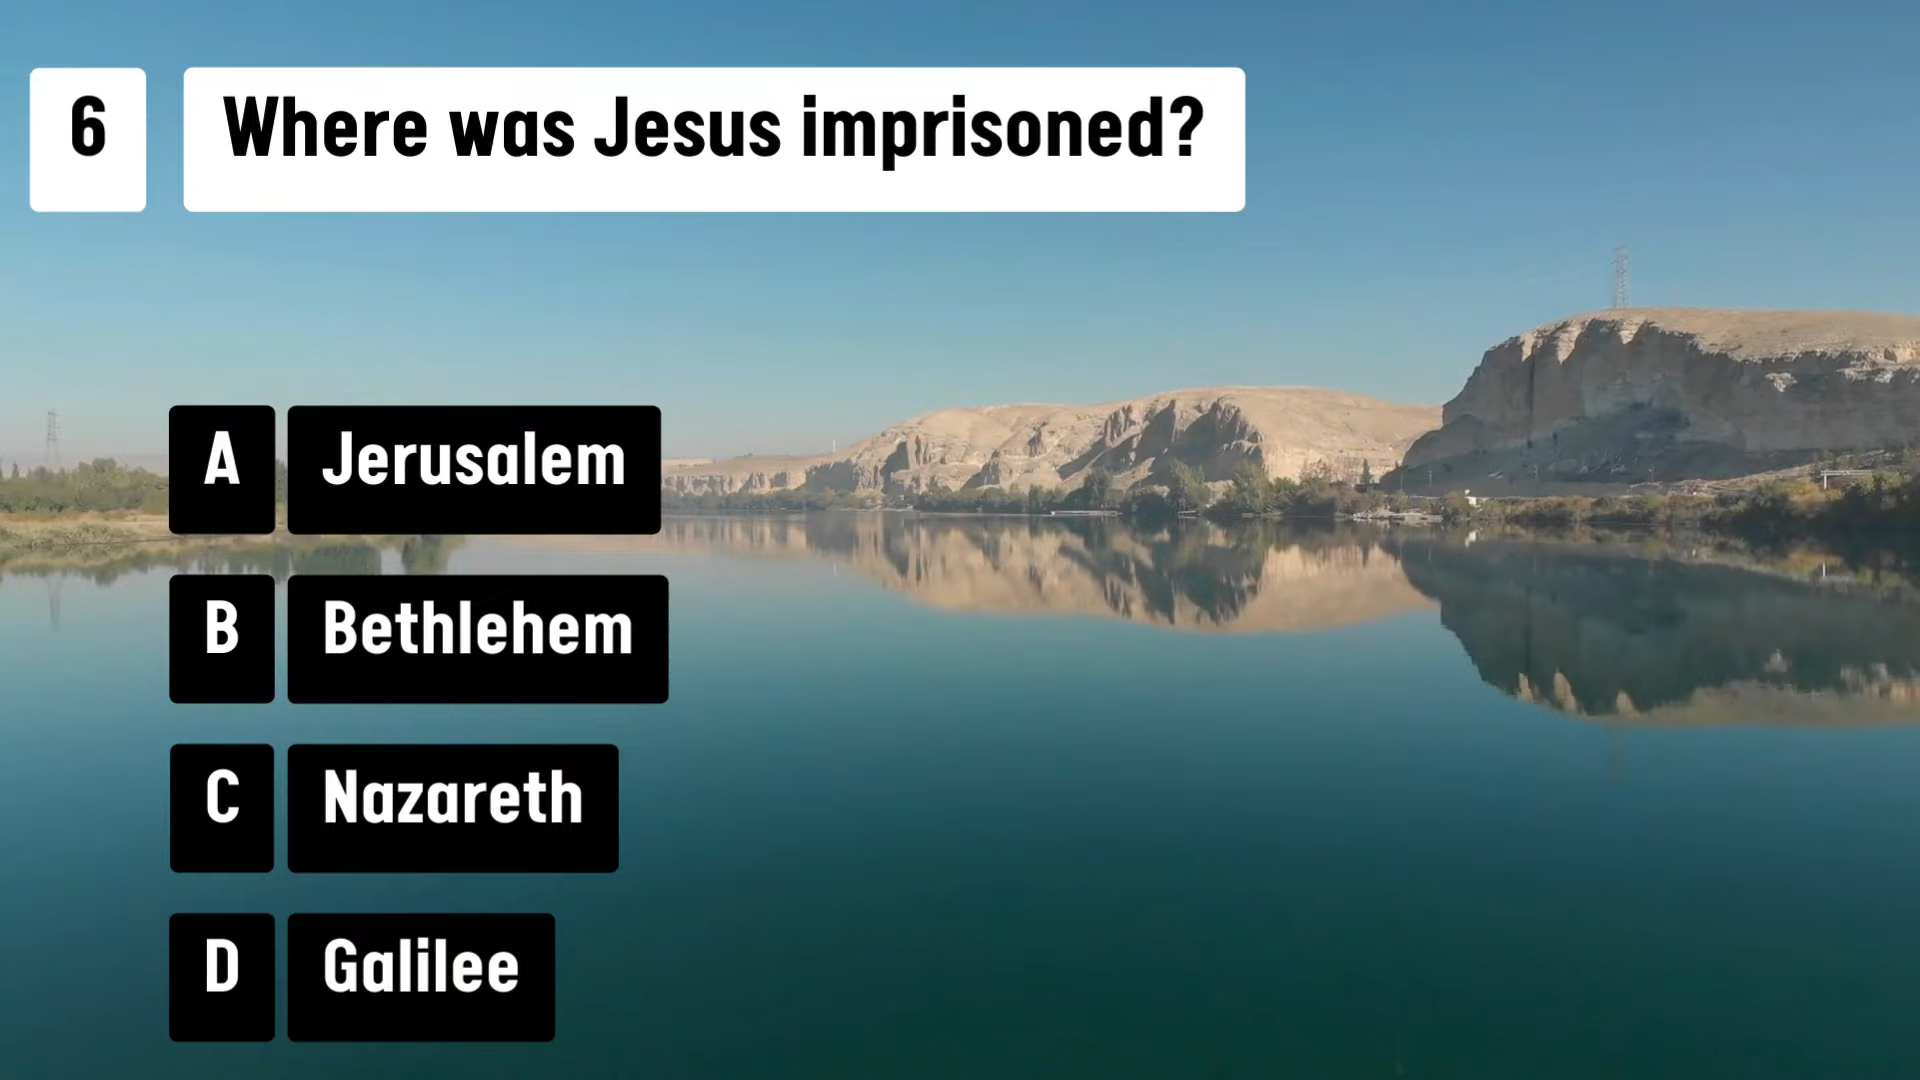 6 Where was Jesus imprisoned?
A Jerusalem
B Bethlehem
C Nazareth
D Galilee